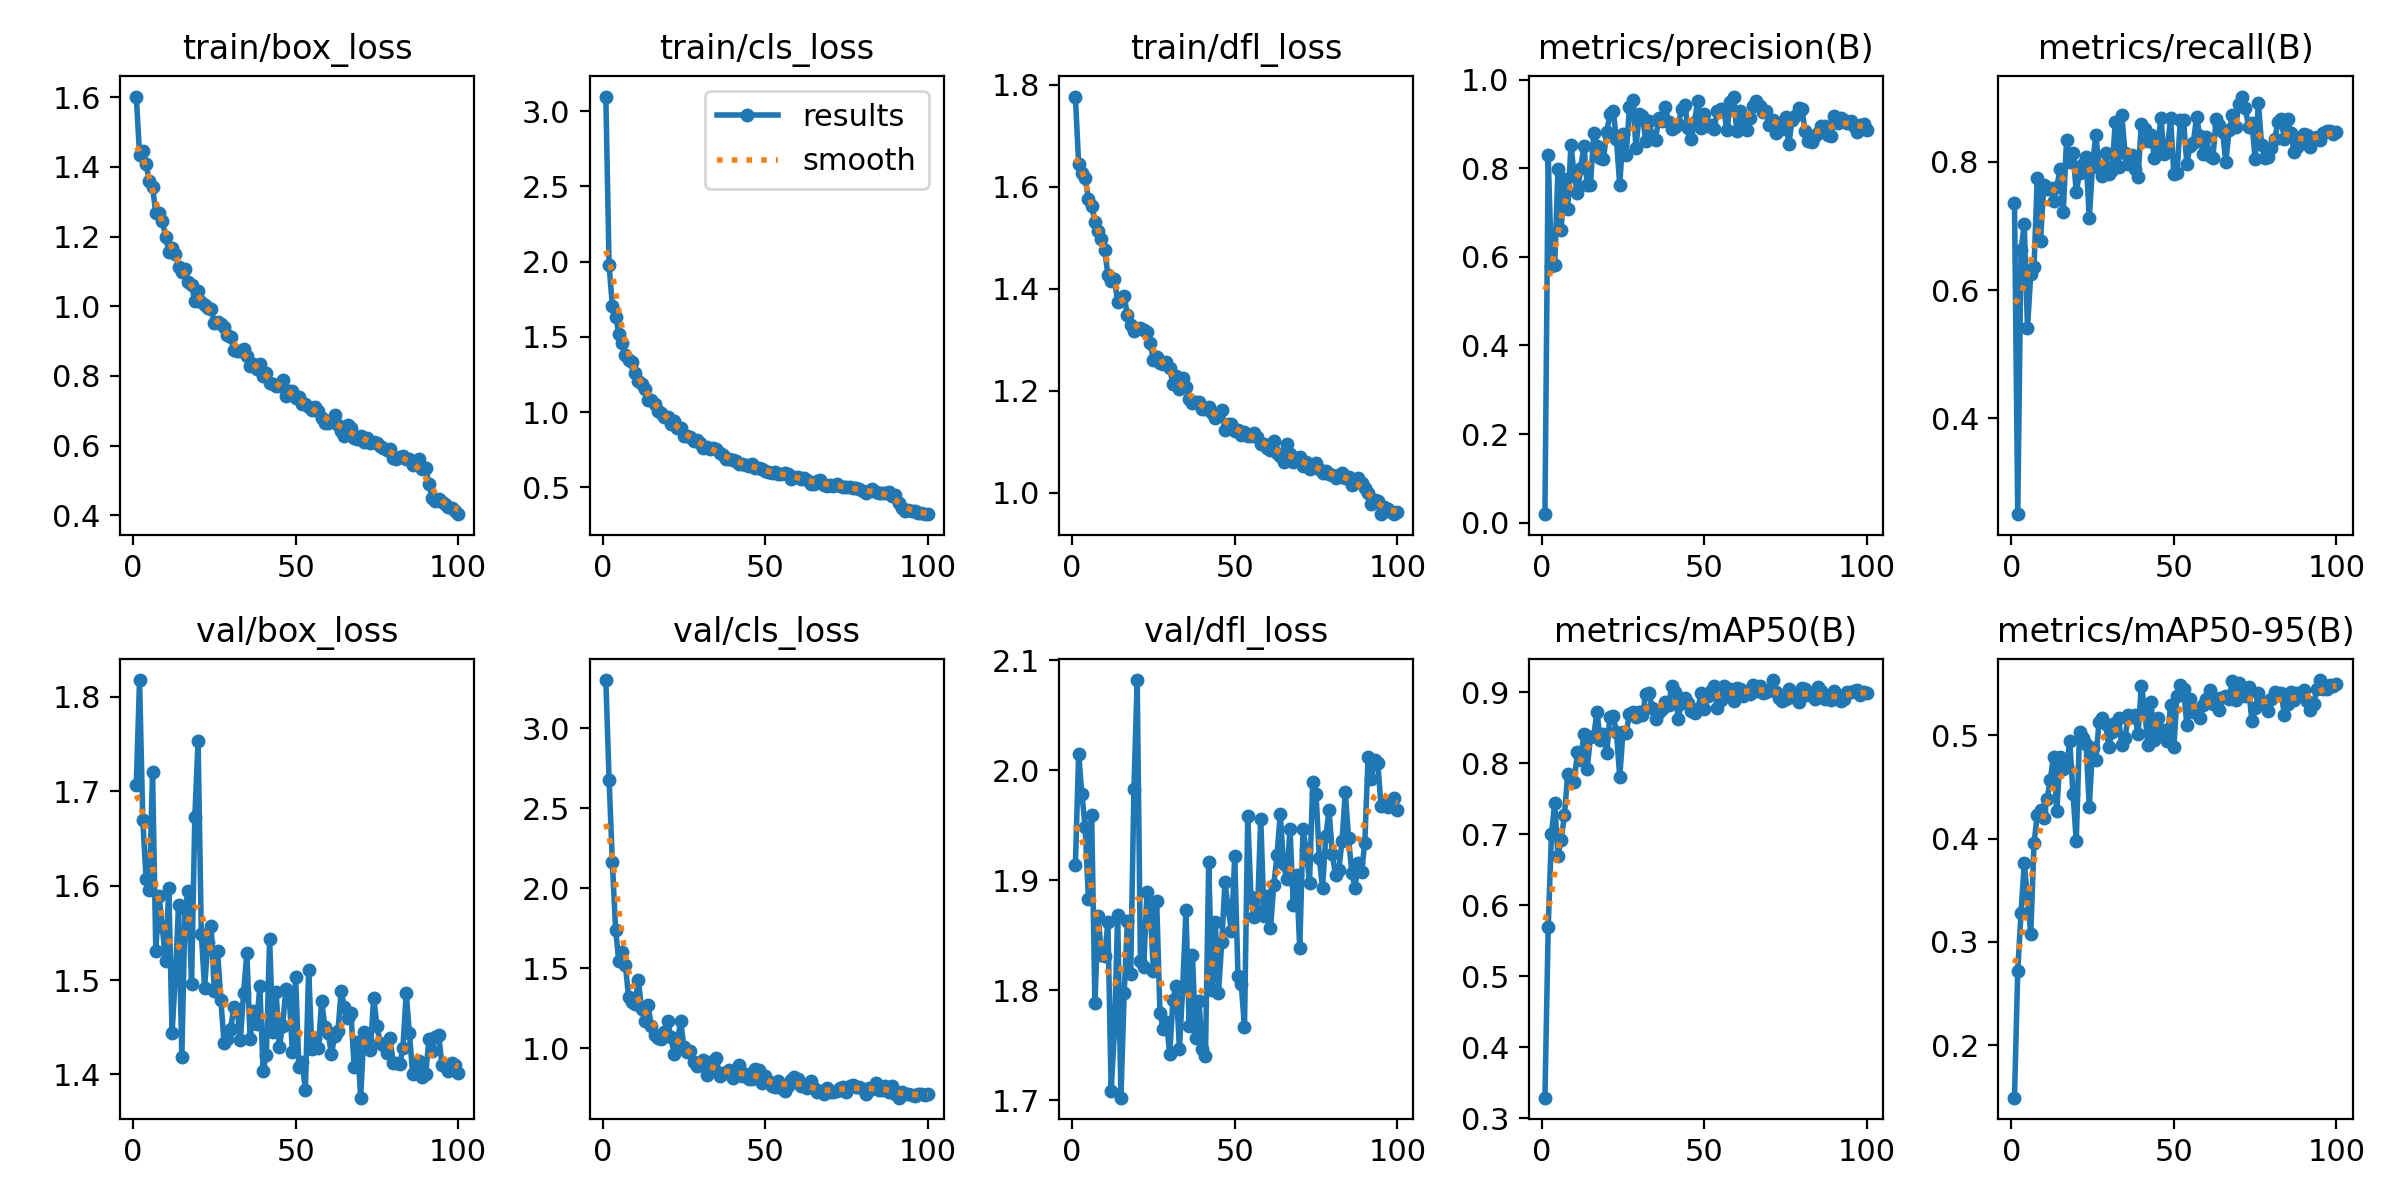 train/box_loss
1.6
1.4
1.2
1.0
0.8
0.6
0.4
0 50 100
train/cls_loss
results
smooth
3.0
2.5
2.0
1.5
1.0
0.5
0 50 100
train/dfl_loss
1.8
1.6
1.4
1.2
1.0
0 50 100
metrics/precision(B)
1.0
0.8
0.6
0.4
0.2
0.0
0 50 100
metrics/recall(B)
0.8
0.6
0.4
0 50 100
val/box_loss
1.8
1.7
1.6
1.5
1.4
0 50 100
val/cls_loss
3.0
2.5
2.0
1.5
1.0
0 50 100
val/dfl_loss
2.1
2.0
1.9
1.8
1.7
0 50 100
metrics/mAP50(B)
0.9
0.8
0.7
0.6
0.5
0.4
0.3
0 50 100
metrics/mAP50-95(B)
0.5
0.4
0.3
0.2
0 50 100